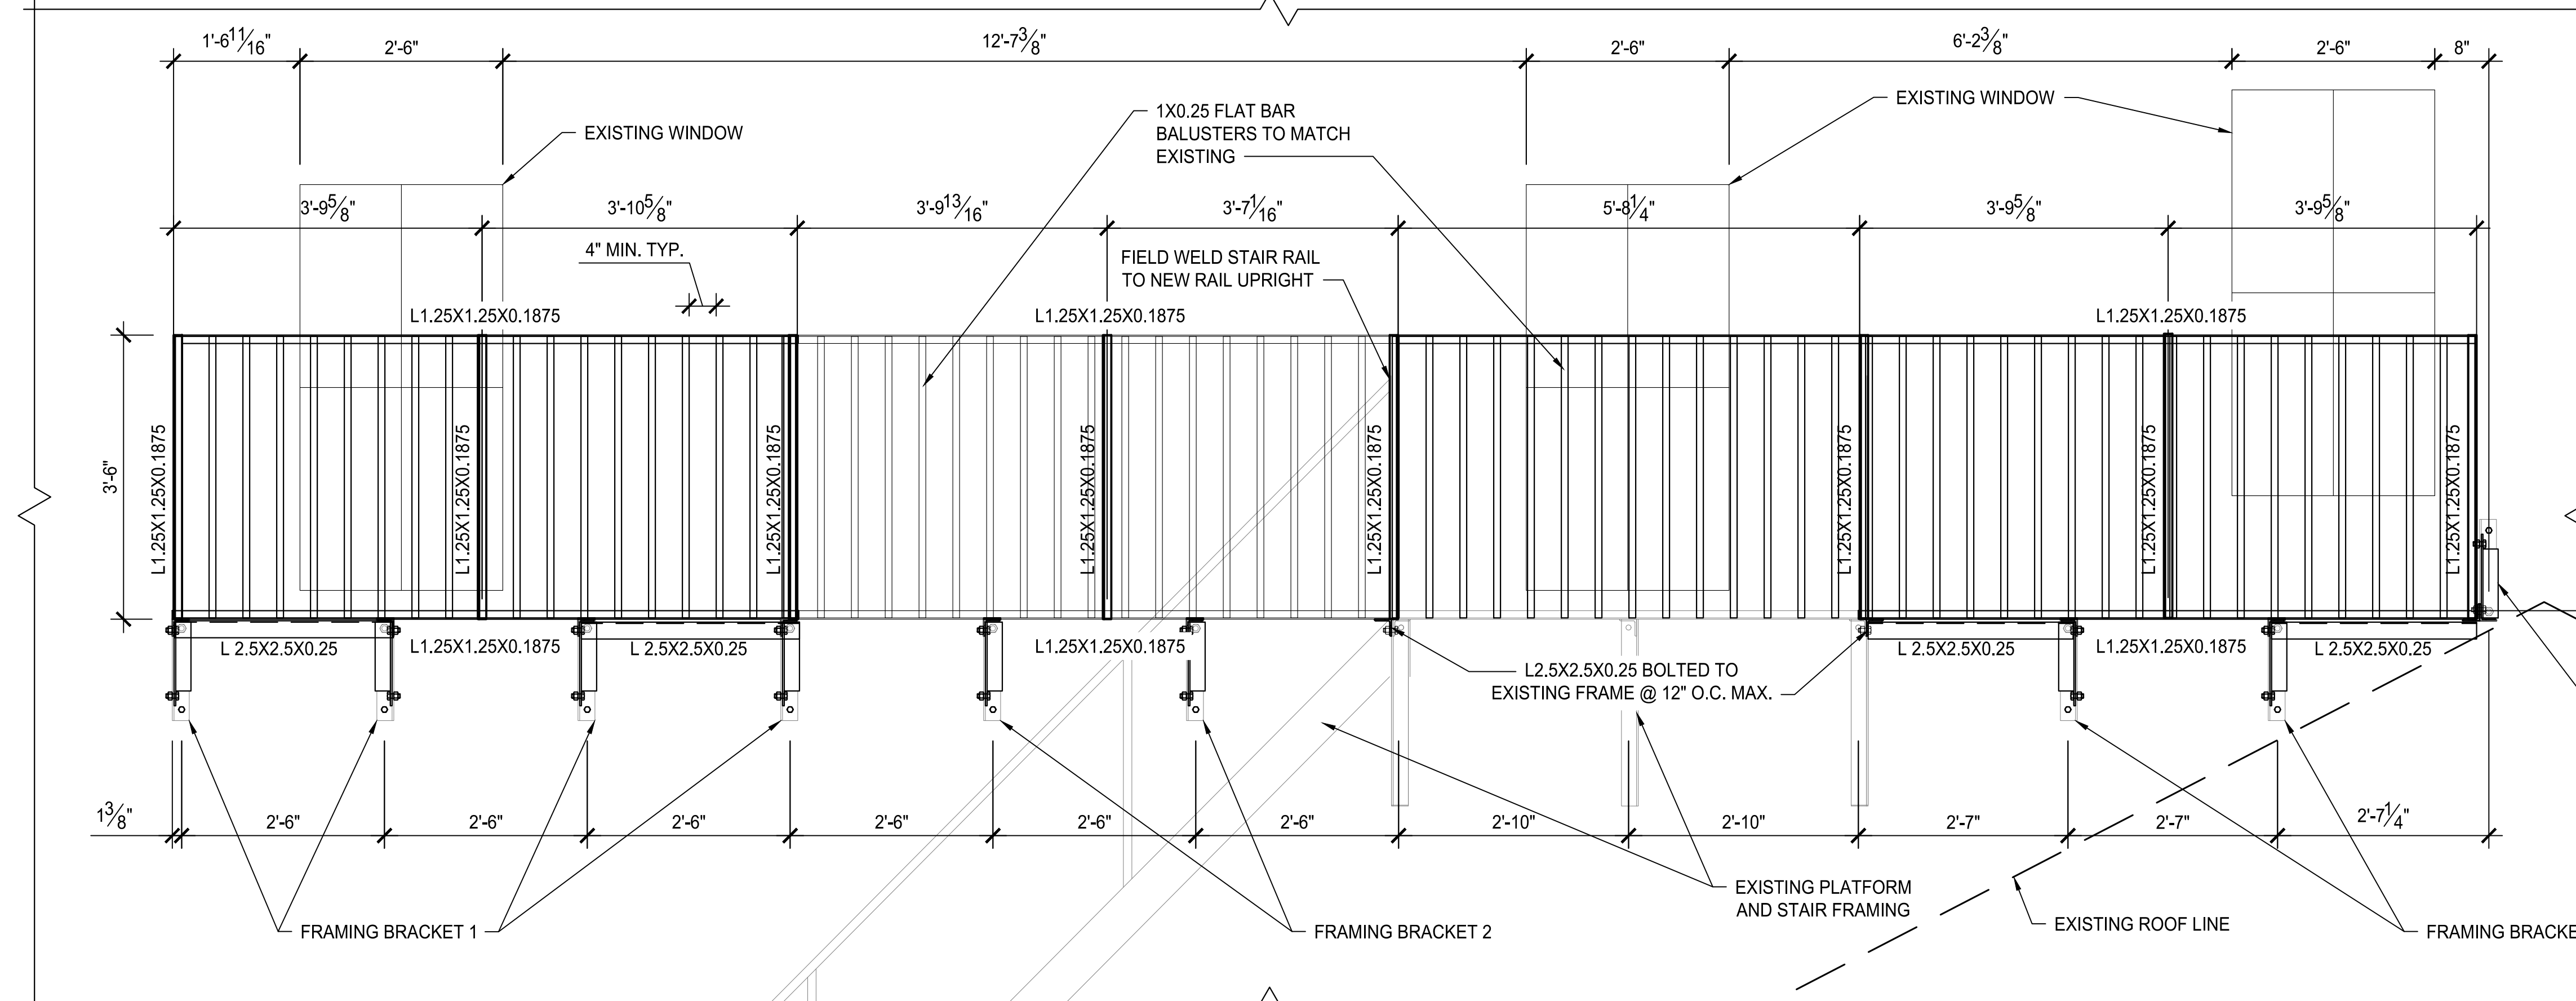 1'-6 11/16"
2'-6"
12'-7 3/8"
2'-6"
6'-2 3/8"
2'-6"
8"
EXISTING WINDOW
1X0.25 FLAT BAR
BALUSTERS TO MATCH
EXISTING
EXISTING WINDOW
3'-9 5/8"
3'-10 5/8"
3'-9 13/16"
3'-7 1/16"
5'-8 1/4"
3'-9 5/8"
3'-9 5/8"
4" MIN. TYP.
FIELD WELD STAIR RAIL
TO NEW RAIL UPRIGHT
L1.25X1.25X0.1875
L1.25X1.25X0.1875
L1.25X1.25X0.1875
3'-6"
L1.25X1.25X0.1875
L1.25X1.25X0.1875
L1.25X1.25X0.1875
L1.25X1.25X0.1875
L1.25X1.25X0.1875
L1.25X1.25X0.1875
L1.25X1.25X0.1875
L1.25X1.25X0.1875
L 2.5X2.5X0.25
L1.25X1.25X0.1875
L 2.5X2.5X0.25
L1.25X1.25X0.1875
L 2.5X2.5X0.25
L1.25X1.25X0.1875
L 2.5X2.5X0.25
L2.5X2.5X0.25 BOLTED TO
EXISTING FRAME @ 12" O.C. MAX.
1 3/8"
2'-6"
2'-6"
2'-6"
2'-6"
2'-6"
2'-6"
2'-10"
2'-10"
2'-7"
2'-7"
2'-7 1/4"
EXISTING PLATFORM
AND STAIR FRAMING
FRAMING BRACKET 1
FRAMING BRACKET 2
EXISTING ROOF LINE
FRAMING BRACKE